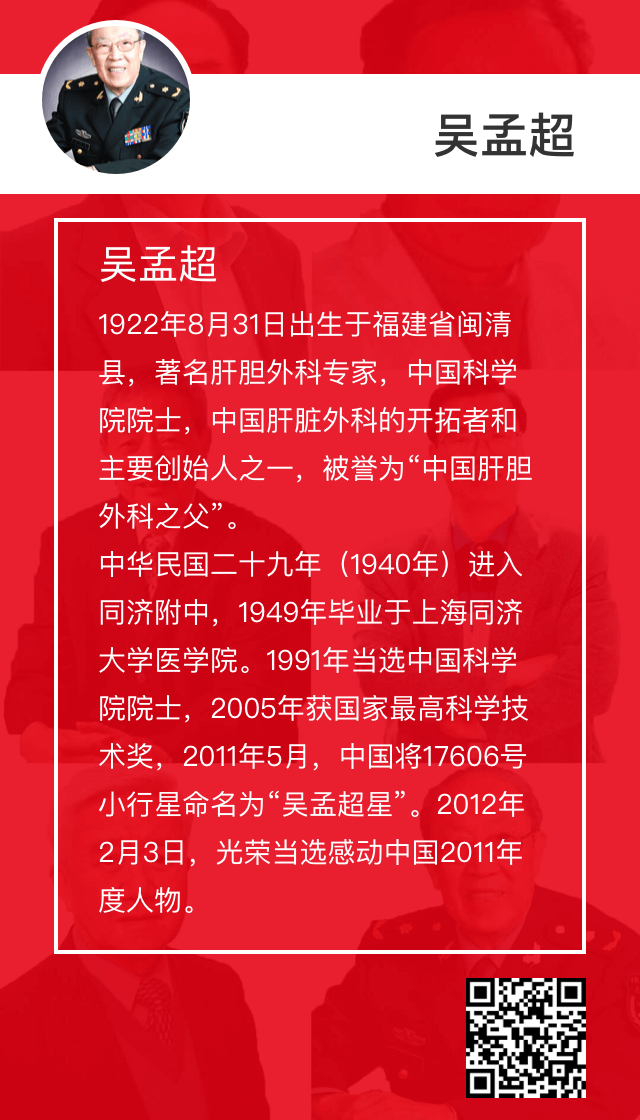 吴孟超
吴孟超
1922年8月31日出生于福建省闽清
县，著名肝胆外科专家，中国科学
院院士，中国肝脏外科的开拓者和
主要创始人之一，被誉为“中国肝胆
外科之父”。
中华民国二十九年（1940年）进入
同济附中，1949年毕业于上海同济
大学医学院。1991年当选中国科学
院院士，2005年获国家最高科学技
术奖，2011年5月，中国将17606号
小行星命名为“吴孟超星”。2012年
2月3日，光荣当选感动中国2011年
度人物。